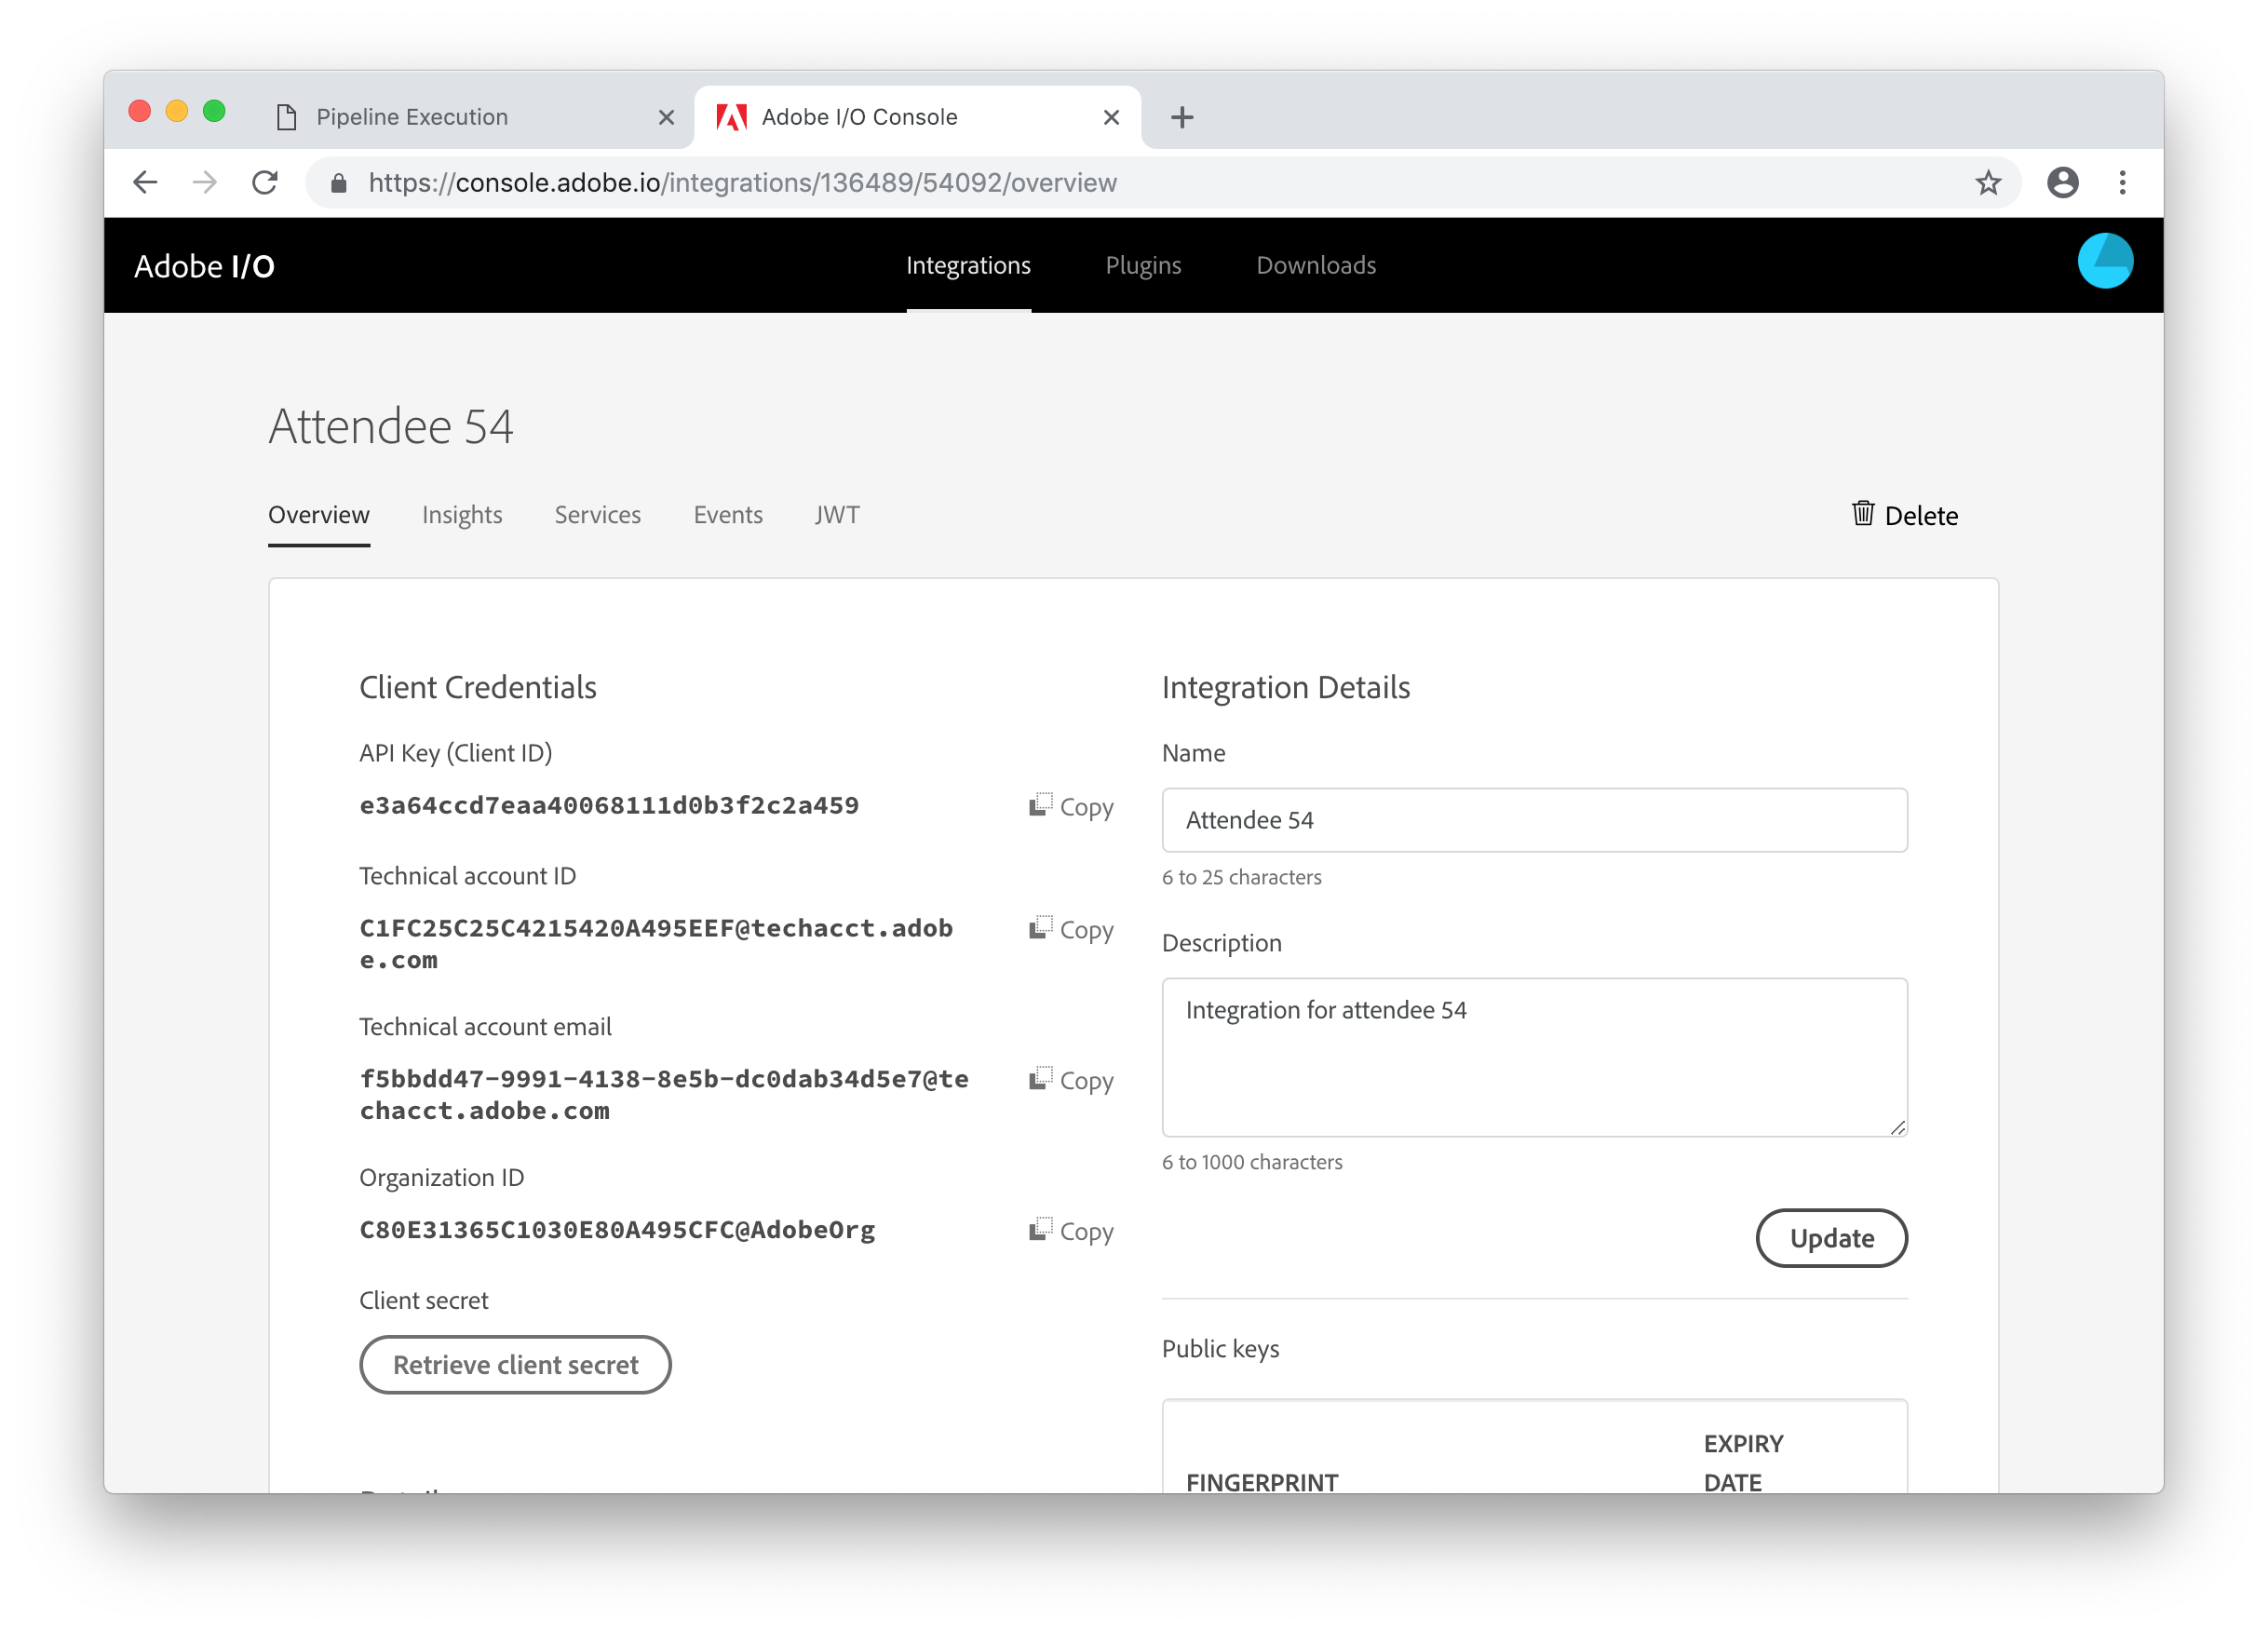 Pipeline Execution
Adobe I/O Console
https://console.adobe.io/integrations/136489/54092/overview
Adobe I/O
Integrations
Plugins
Downloads
Attendee 54
Overview
Insights
Services
Events
JWT
Delete
Client Credentials
API Key (Client ID)
e3a64ccd7eaa40068111d0b3f2c2a459
Copy
Technical account ID
C1FC25C25C4215420A495EEF@techacct.adob
e.com
Copy
Technical account email
f5bbdd47-9991-4138-8e5b-dc0dab34d5e7@te
chacct.adobe.com
Copy
Organization ID
C80E31365C1030E80A495CFC@AdobeOrg
Copy
Client secret
Retrieve client secret
Integration Details
Name
Attendee 54
6 to 25 characters
Description
Integration for attendee 54
6 to 1000 characters
Update
Public keys
FINGERPRINT
EXPIRY
DATE